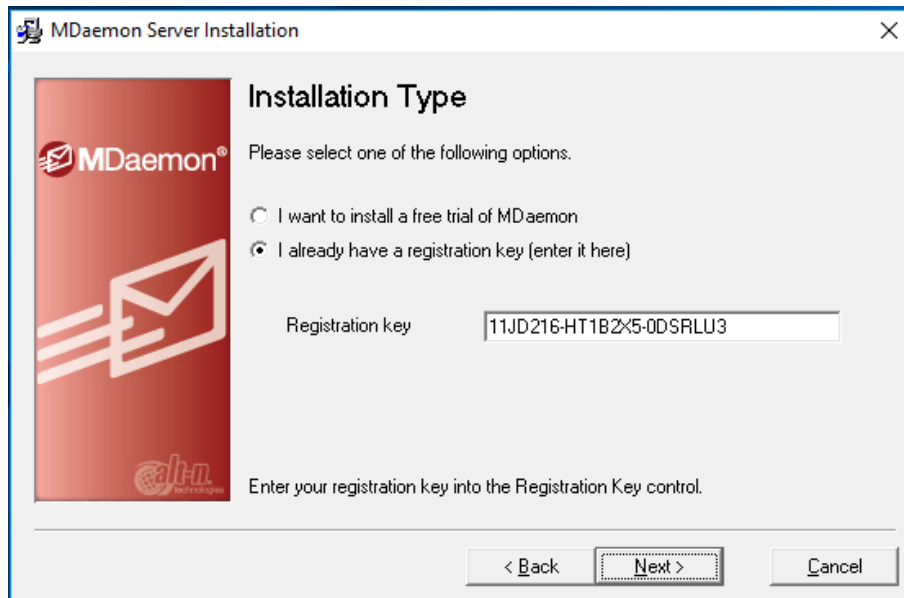 MDaemon Server Installation
Installation Type
MDaemon®
Please select one of the following options.
I want to install a free trial of MDaemon
I already have a registration key (enter it here)
Registration key
11JD216-HT1B2X5-0DSRLU3
alt-n
technologies
Enter your registration key into the Registration Key control.
< Back
Next >
Cancel